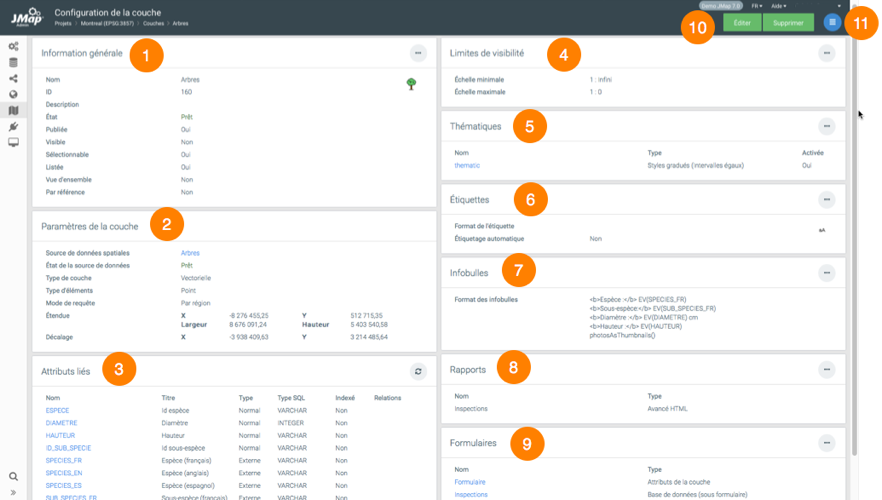 JMap
Admin
Configuration de la couche
Projets > Montreal (EPSG:3857) > Couches > Arbres
Demo JMap 7.0
FR
Aide
10
Éditer
Supprimer
11
Information générale
1
Nom Arbres
ID 160
Description
État Prêt
Publiée Oui
Visible Non
Sélectionnable Oui
Listée Oui
Vue d'ensemble Non
Par référence Non
Paramètres de la couche
2
Source de données spatiales Arbres
État de la source de données Prêt
Type de couche Vectorielle
Type d'éléments Point
Mode de requête Par région
Étendue X -8 276 455,25 Y 512 715,35
Largeur 8 676 091,24 Hauteur 5 403 540,58
Décalage X -3 938 409,63 Y 3 214 485,64
Attributs liés
3
Nom Titre Type Type SQL Indexé Relations
ESPECE Id espèce Normal VARCHAR Non
DIAMETRE Diamètre Normal INTEGER Non
HAUTEUR Hauteur Normal VARCHAR Non
ID_SUB_SPECIE Id sous-espèce Normal VARCHAR Non
SPECIES_FR Espèce (français) Externe VARCHAR Non
SPECIES_EN Espèce (anglais) Externe VARCHAR Non
SPECIES_ES Espèce (espagnol) Externe VARCHAR Non
SUB_SPECIES_FR Sous-espèce (français) Externe VARCHAR Non
Limites de visibilité
4
Échelle minimale 1 : Infini
Échelle maximale 1 : 0
Thématiques
5
Nom Type Activée
thematic Styles gradués (intervalles égaux) Oui
Étiquettes
6
Format de l'étiquette
aA
Étiquetage automatique Non
Infobulles
7
Format des infobulles <b>Espèce :</b> EV(SPECIES_FR)
<b>Sous-espèce:</b> EV(SUB_SPECIES_FR)
<b>Diamètre :</b> EV(DIAMETRE) cm
<b>Hauteur :</b> EV(HAUTEUR)
photosAsThumbnails()
Rapports
8
Nom Type
Inspections Avancé HTML
Formulaires
9
Nom Type
Formulaire Attributs de la couche
Inspections Base de données (sous formulaire)